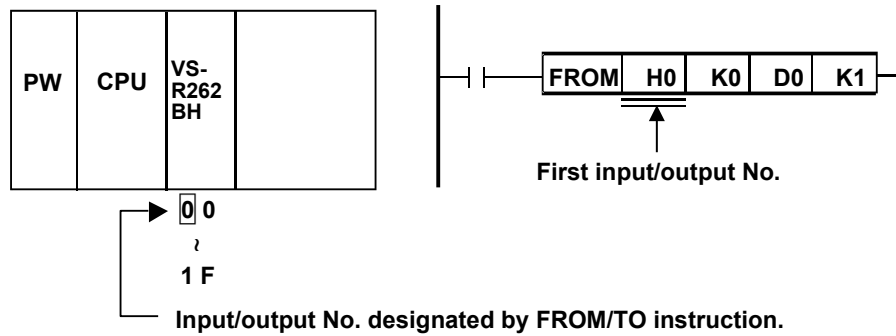 PW
CPU
VS-
R262
BH
FROM H0 K0 D0 K1
First input/output No.
0 0
~
1 F
Input/output No. designated by FROM/TO instruction.